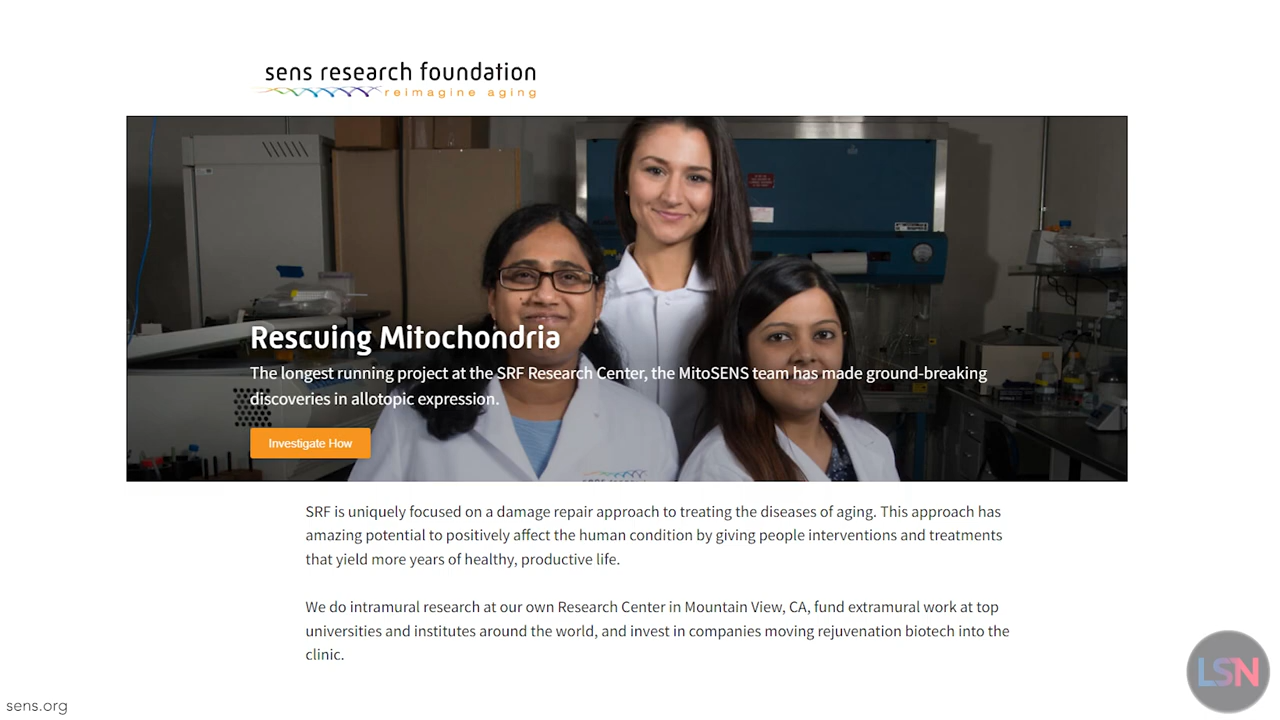 sens research foundation
reimagine aging
Rescuing Mitochondria
The longest running project at the SRF Research Center, the MitoSENS team has made ground-breaking
discoveries in allotopic expression.
Investigate How
SRF is uniquely focused on a damage repair approach to treating the diseases of aging. This approach has
amazing potential to positively affect the human condition by giving people interventions and treatments
that yield more years of healthy, productive life.
We do intramural research at our own Research Center in Mountain View, CA, fund extramural work at top
universities and institutes around the world, and invest in companies moving rejuvenation biotech into the
clinic.
LSN
sens.org